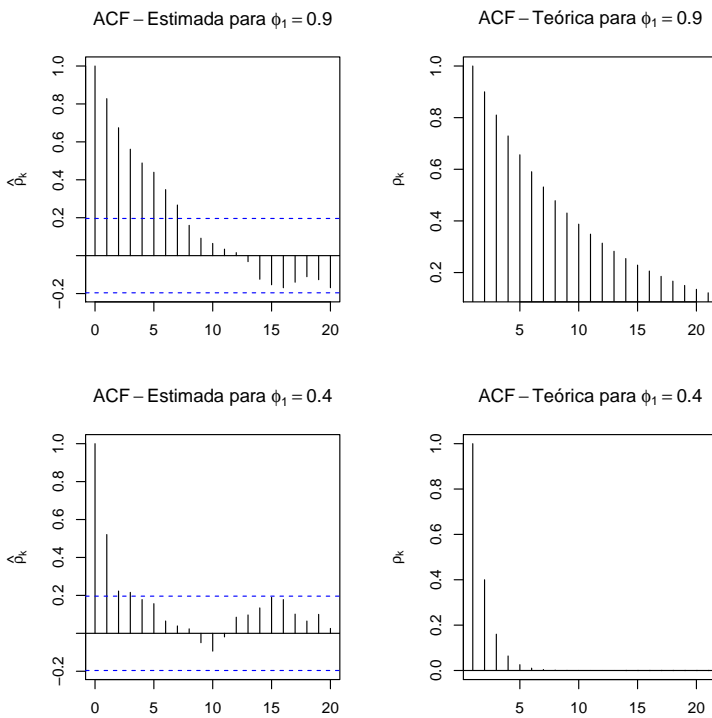 ACF – Estimada para ϕ₁ = 0.9
1.0
0.8
0.6
0.4
0.2
−0.2
ρ̂ₖ
0 5 10 15 20
ACF – Teórica para ϕ₁ = 0.9
1.0
0.8
0.6
0.4
0.2
ρₖ
5 10 15 20
ACF – Estimada para ϕ₁ = 0.4
1.0
0.8
0.6
0.4
0.2
−0.2
ρ̂ₖ
0 5 10 15 20
ACF – Teórica para ϕ₁ = 0.4
1.0
0.8
0.6
0.4
0.2
0.0
ρₖ
5 10 15 20